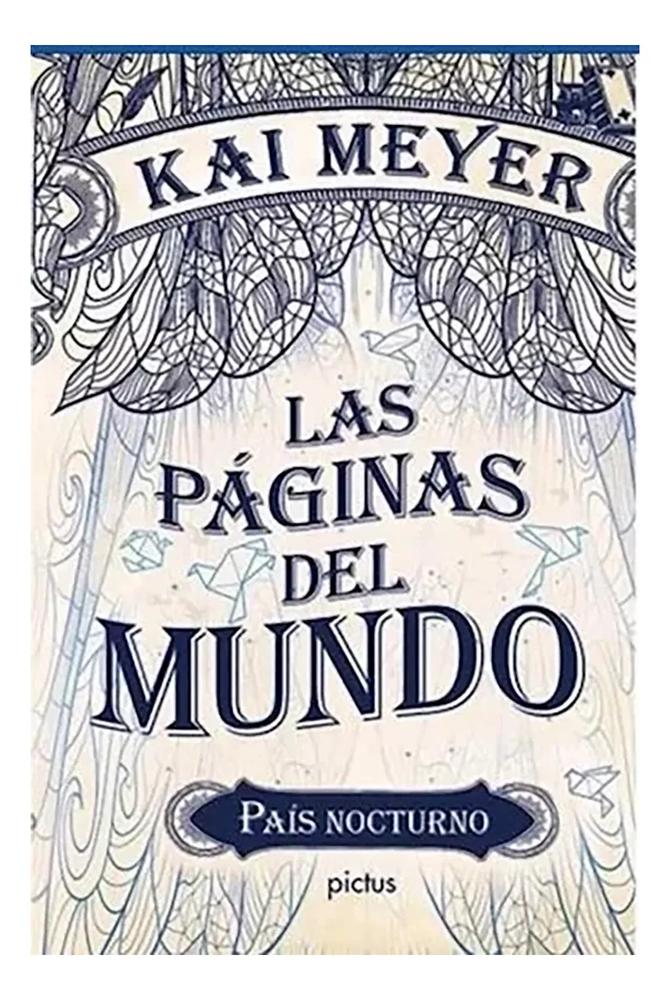 KAI MEYER
LAS
PÁGINAS
DEL
MUNDO
PAÍS NOCTURNO
pictus